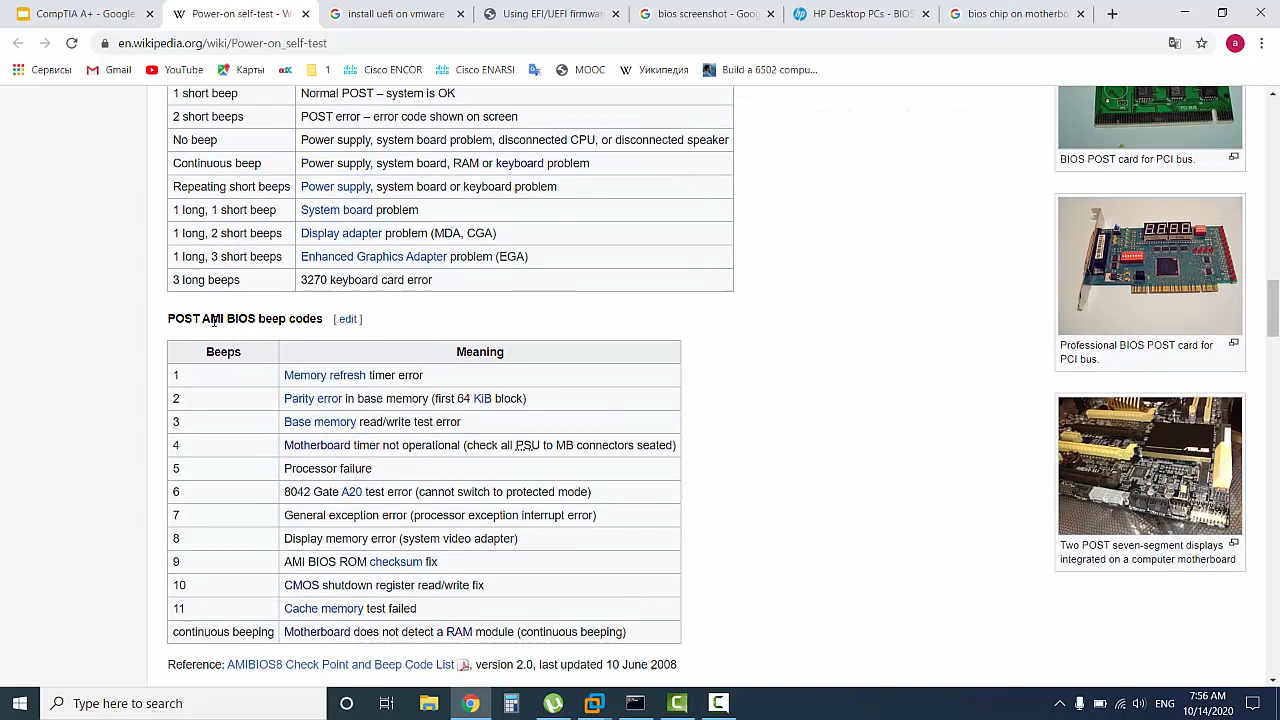 CompTIA A+ - Google
Power-on self-test - Wi
install uefi on vmware
Using EFI/UEFI firmwa
bios screenshots - Goog
HP Desktop PCs - BIOS
bios chip on motherbo
en.wikipedia.org/wiki/Power-on_self-test
Сервисы
Gmail
YouTube
Карты
1
Cisco ENCOR
Cisco ENARSI
MOOC
Уикипедия
Build a 6502 compu...
1 short beep Normal POST – system is OK
2 short beeps POST error – error code shown on screen
No beep Power supply, system board problem, disconnected CPU, or disconnected speaker
Continuous beep Power supply, system board, RAM or keyboard problem
Repeating short beeps Power supply, system board or keyboard problem
1 long, 1 short beep System board problem
1 long, 2 short beeps Display adapter problem (MDA, CGA)
1 long, 3 short beeps Enhanced Graphics Adapter problem (EGA)
3 long beeps 3270 keyboard card error
POST AMI BIOS beep codes [ edit ]
Beeps Meaning
1 Memory refresh timer error
2 Parity error in base memory (first 64 KiB block)
3 Base memory read/write test error
4 Motherboard timer not operational (check all PSU to MB connectors seated)
5 Processor failure
6 8042 Gate A20 test error (cannot switch to protected mode)
7 General exception error (processor exception interrupt error)
8 Display memory error (system video adapter)
9 AMI BIOS ROM checksum fix
10 CMOS shutdown register read/write fix
11 Cache memory test failed
continuous beeping Motherboard does not detect a RAM module (continuous beeping)
Reference: AMIBIOS8 Check Point and Beep Code List , version 2.0, last updated 10 June 2008
BIOS POST card for PCI bus.
Professional BIOS POST card for
PCI bus.
Two POST seven-segment displays
integrated on a computer motherboard
Type here to search
ENG
7:56 AM
10/14/2020